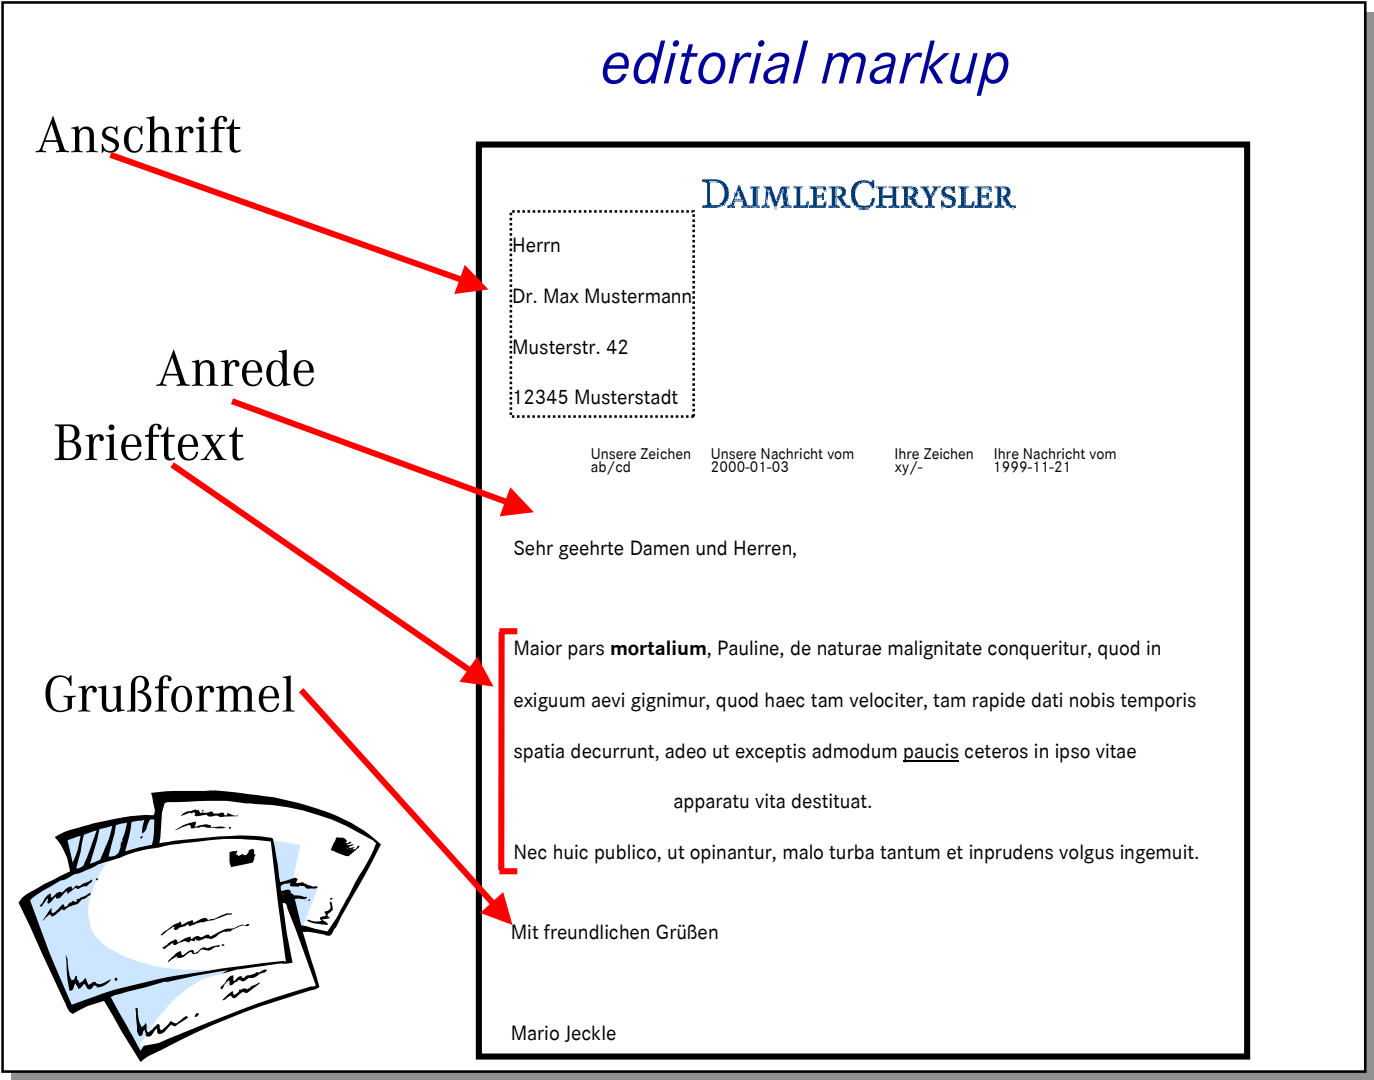 editorial markup
Anschrift
DAIMLERCHRYSLER
Herrn
Dr. Max Mustermann
Musterstr. 42
12345 Musterstadt
Anrede
Brieftext
Unsere Zeichen Unsere Nachricht vom Ihre Zeichen Ihre Nachricht vom
ab/cd 2000-01-03 xy/- 1999-11-21
Sehr geehrte Damen und Herren,
Maior pars mortalium, Pauline, de naturae malignitate conqueritur, quod in
exiguum aevi gignimur, quod haec tam velociter, tam rapide dati nobis temporis
spatia decurrunt, adeo ut exceptis admodum paucis ceteros in ipso vitae
apparatu vita destituat.
Nec huic publico, ut opinantur, malo turba tantum et inprudens volgus ingemuit.
Grußformel
Mit freundlichen Grüßen
Mario Jeckle